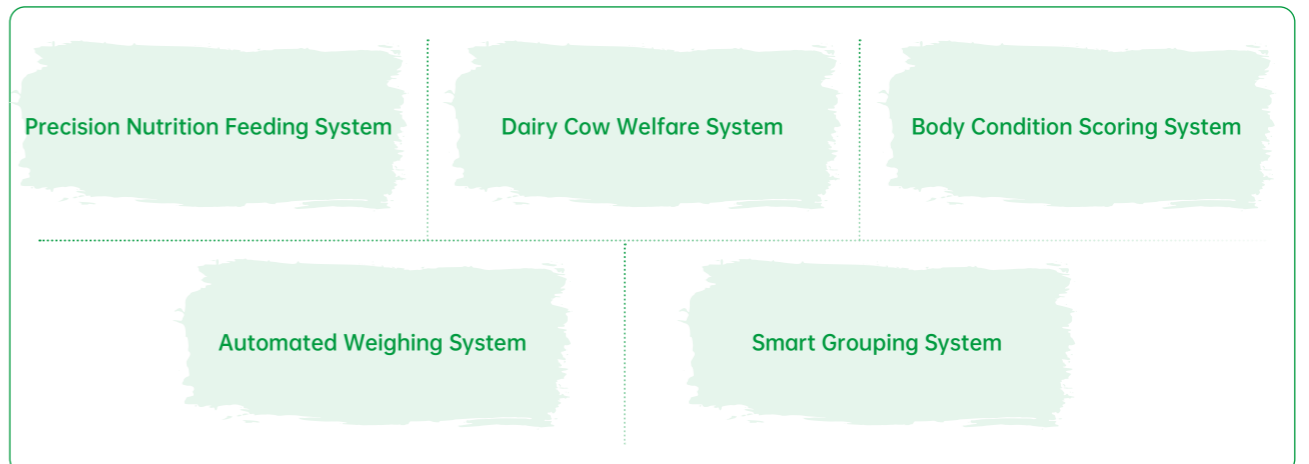 Precision Nutrition Feeding System
Dairy Cow Welfare System
Body Condition Scoring System
Automated Weighing System
Smart Grouping System